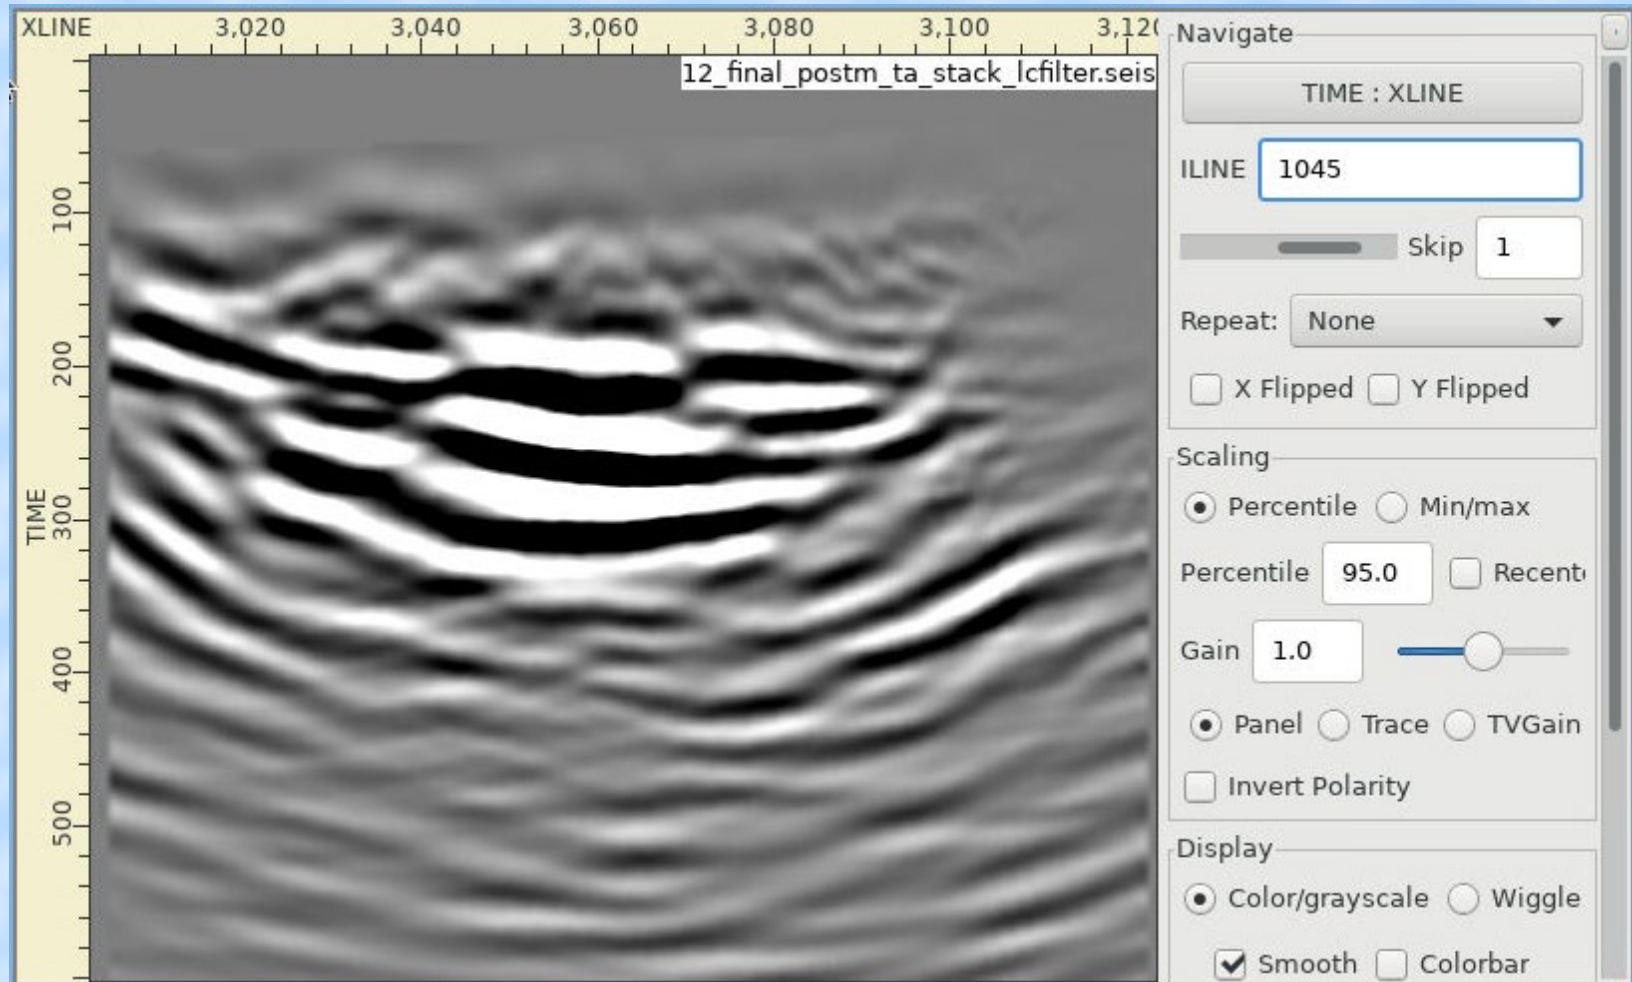 XLINE 3,020 3,040 3,060 3,080 3,100 3,120
12_final_postm_ta_stack_lcfilter.seis
TIME
100
200
300
400
500
Navigate
TIME : XLINE
ILINE 1045
Skip 1
Repeat: None
X Flipped Y Flipped
Scaling
Percentile Min/max
Percentile 95.0 Recent
Gain 1.0
Panel Trace TVGain
Invert Polarity
Display
Color/grayscale Wiggle
Smooth Colorbar